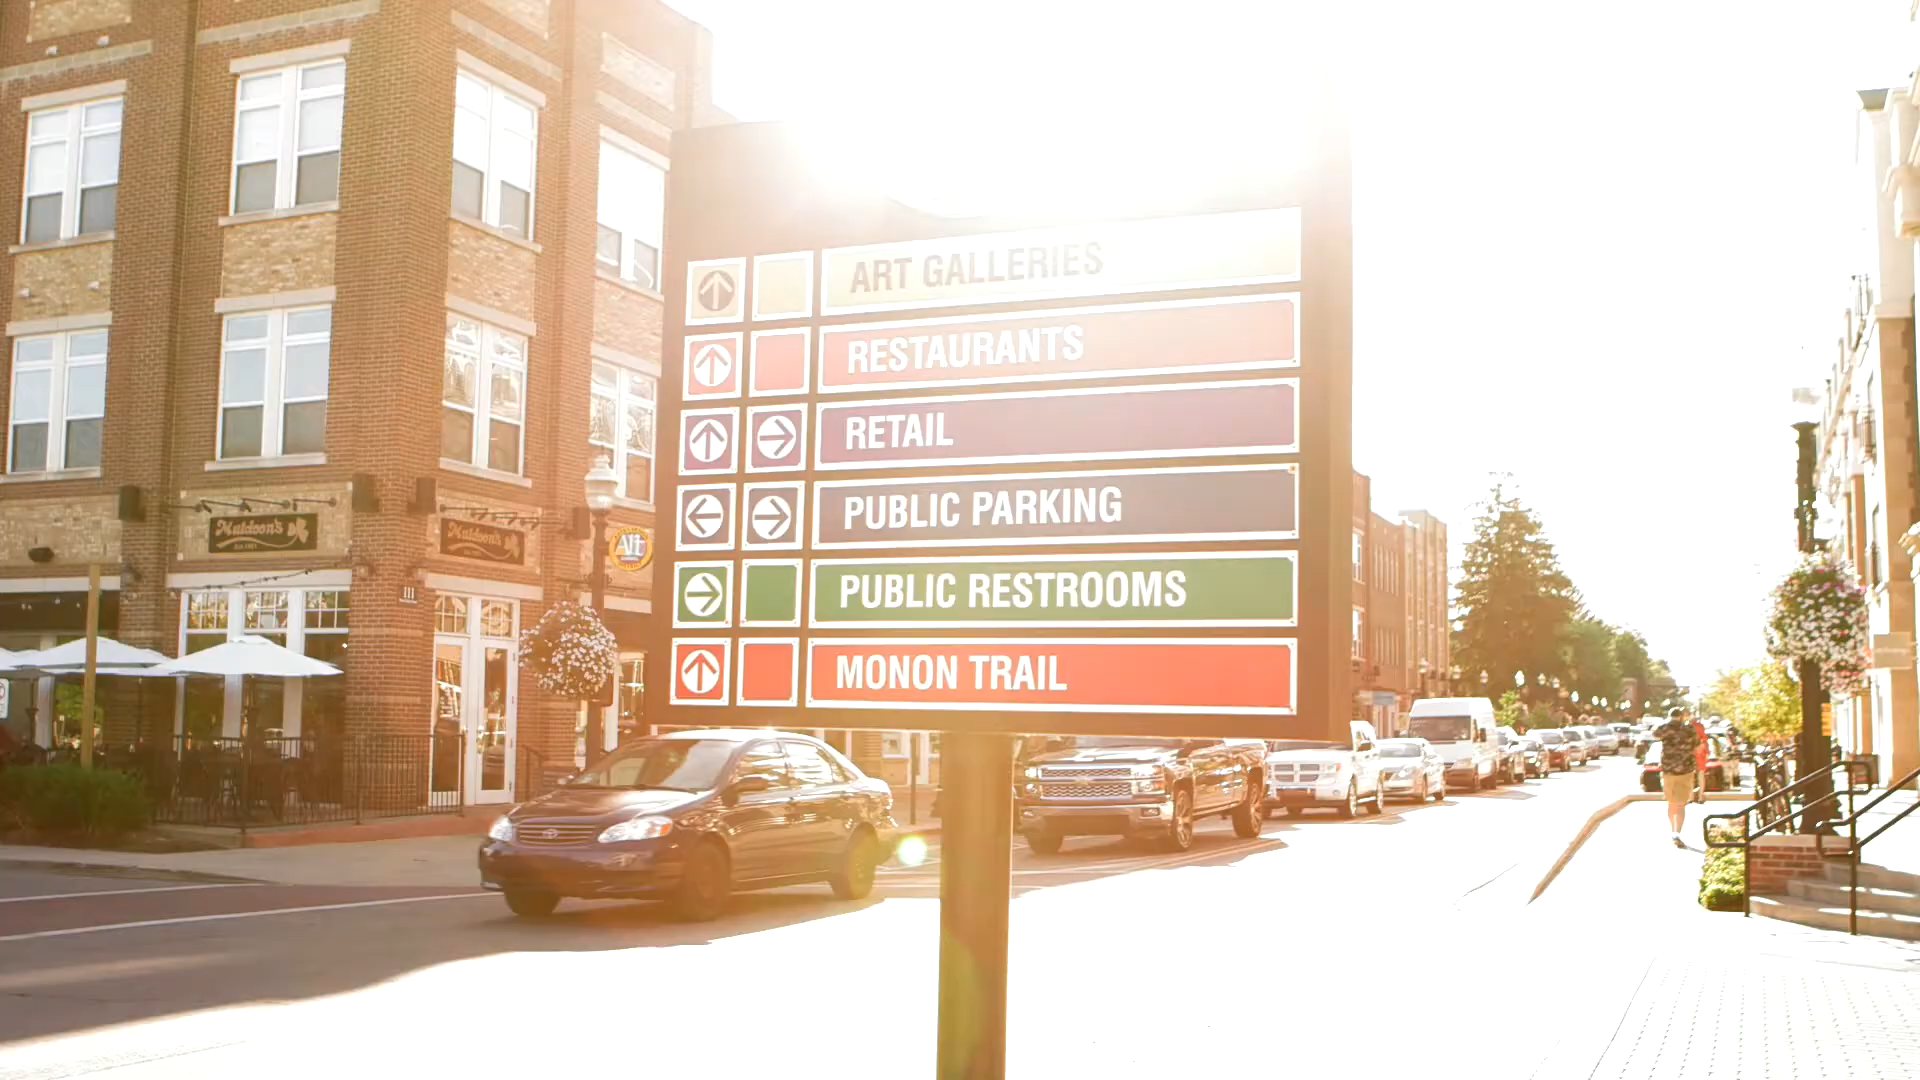 ART GALLERIES
RESTAURANTS
RETAIL
PUBLIC PARKING
PUBLIC RESTROOMS
MONON TRAIL
Muldoon's
Muldoon's
111